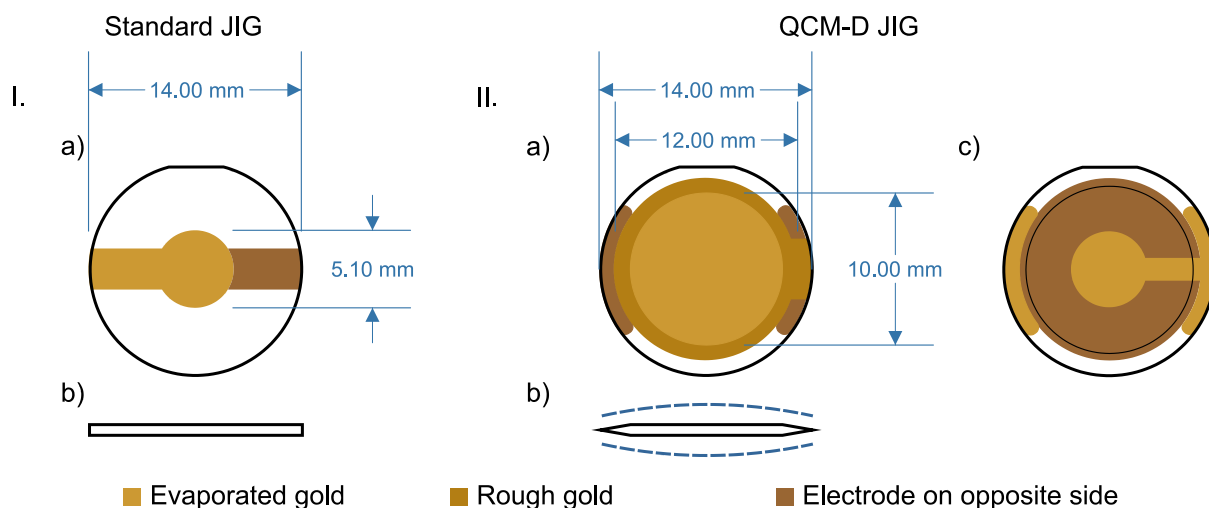 Standard JIG
QCM-D JIG
I.
14.00 mm
a)
5.10 mm
b)
II.
14.00 mm
12.00 mm
a)
10.00 mm
b)
c)
Evaporated gold
Rough gold
Electrode on opposite side